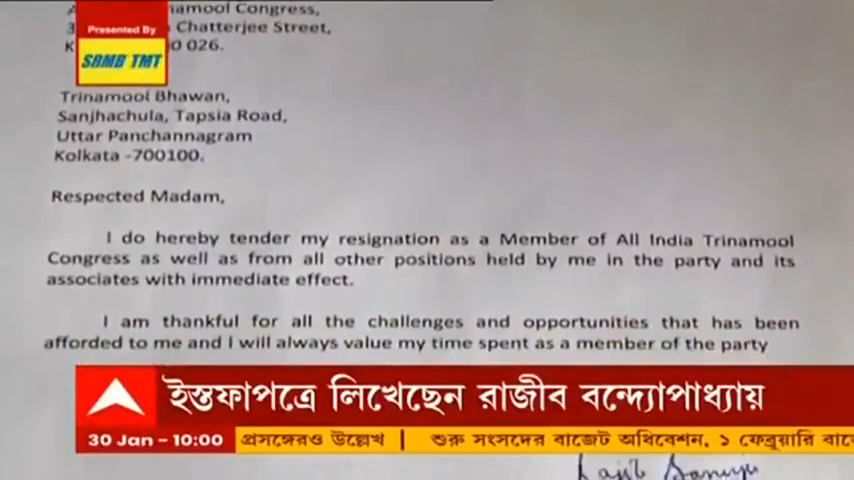 namool Congress,
Chatterjee Street,
026.
Presented By
SRMB TMT
Trinamool Bhawan,
Sanjhachula, Tapsia Road,
Uttar Panchannagram
Kolkata -700100.
Respected Madam,
I do hereby tender my resignation as a Member of All India Trinamool
Congress as well as from all other positions held by me in the party and its
associates with immediate effect.
I am thankful for all the challenges and opportunities that has been
afforded to me and I will always value my time spent as a member of the party
ইস্তফাপত্রে লিখেছেন রাজীব বন্দ্যোপাধ্যায়
30 Jan - 10:00
প্রসঙ্গেরও উল্লেখ | শুরু সংসদের বাজেট অধিবেশন, ১ ফেব্রুয়ারি বাজে